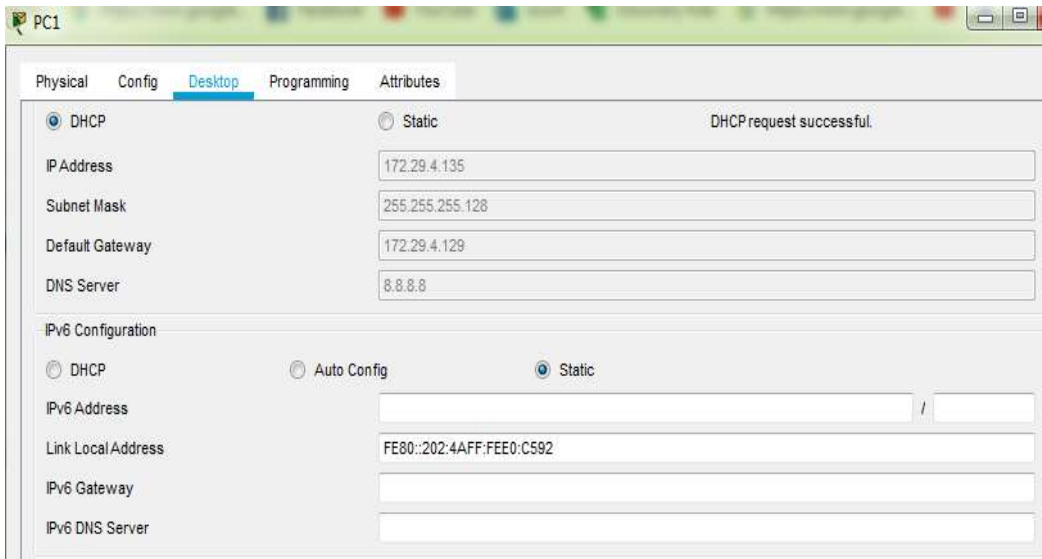 PC1
Physical Config Desktop Programming Attributes
DHCP Static DHCP request successful.
IP Address 172.29.4.135
Subnet Mask 255.255.255.128
Default Gateway 172.29.4.129
DNS Server 8.8.8.8
IPv6 Configuration
DHCP Auto Config Static
IPv6 Address /
Link Local Address FE80::202:4AFF:FEE0:C592
IPv6 Gateway
IPv6 DNS Server